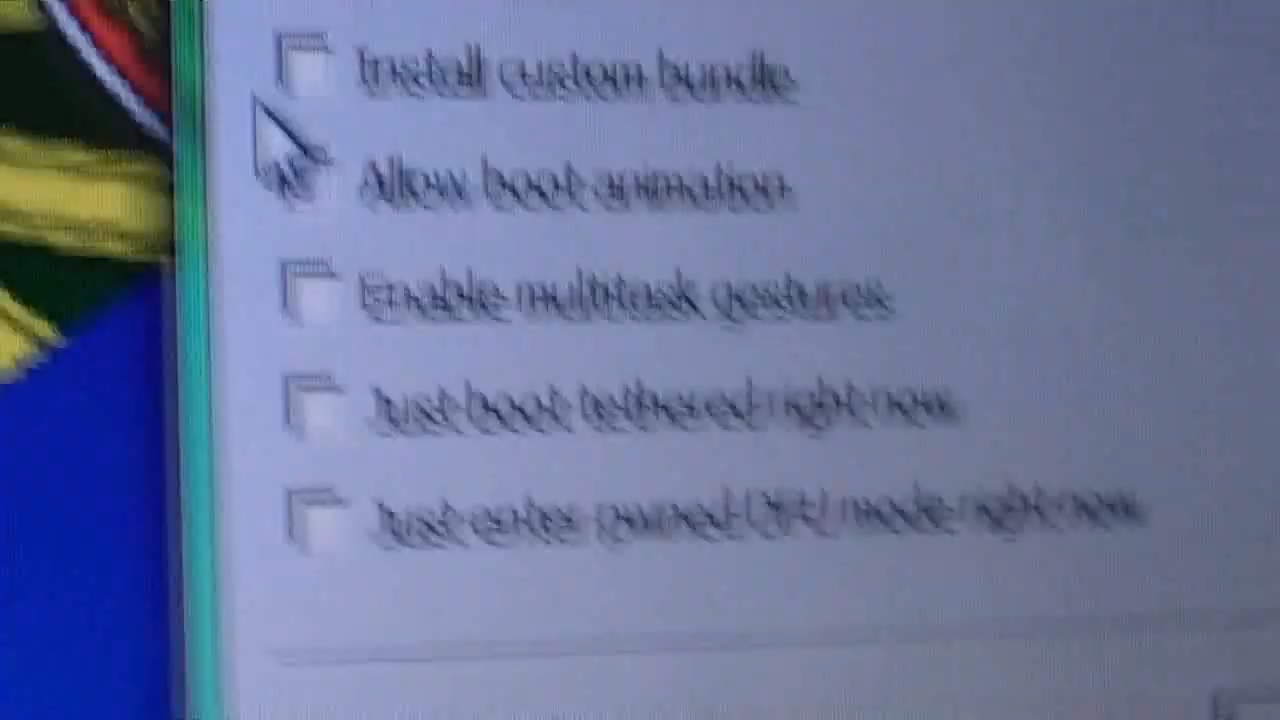 Install custom bundle
Allow boot animation
Enable multitask gestures
Just boot tethered right now
Just enter pwned DFU mode right now